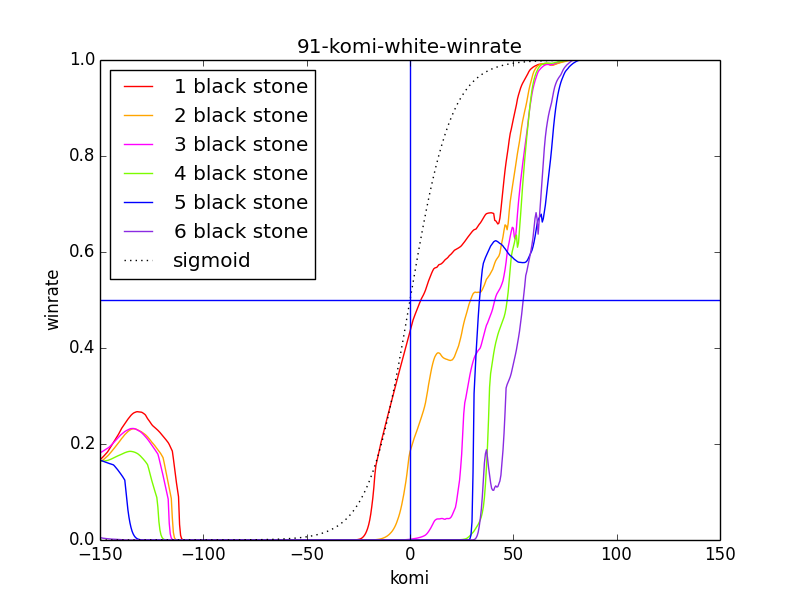 91-komi-white-winrate
1.0
0.8
0.6
0.4
0.2
0.0
winrate
1 black stone
2 black stone
3 black stone
4 black stone
5 black stone
6 black stone
sigmoid
−150 −100 −50 0 50 100 150
komi